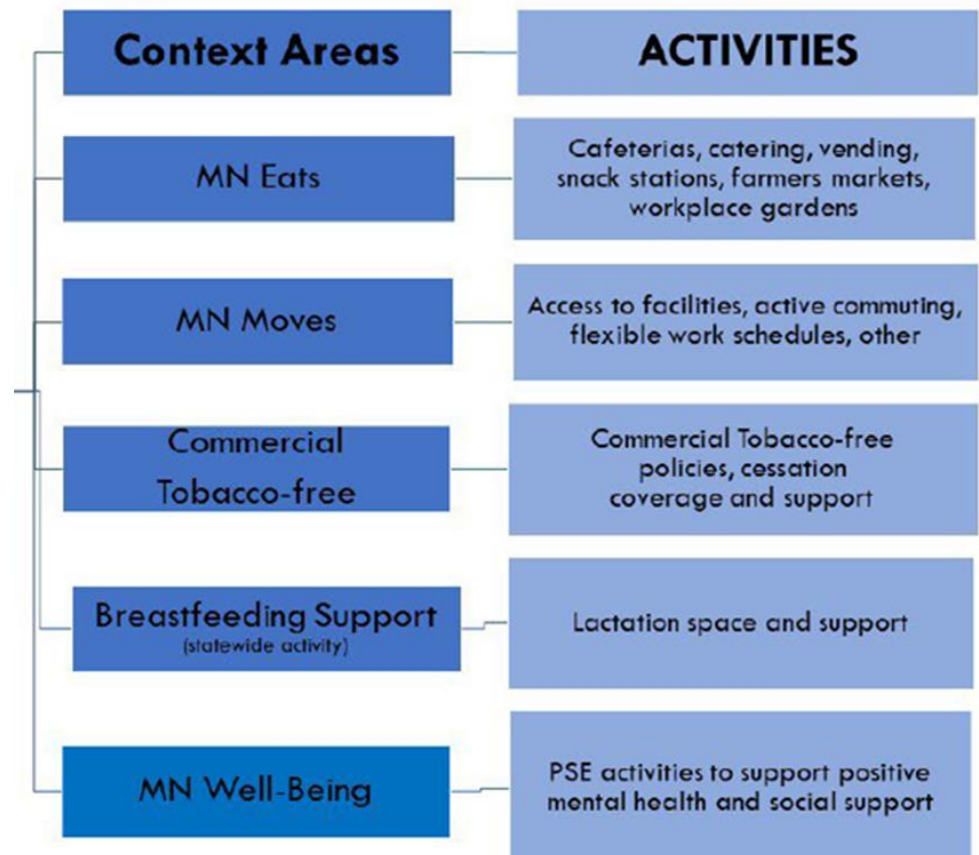 Context Areas
ACTIVITIES
MN Eats
Cafeterias, catering, vending,
snack stations, farmers markets,
workplace gardens
MN Moves
Access to facilities, active commuting,
flexible work schedules, other
Commercial
Tobacco-free
Commercial Tobacco-free
policies, cessation
coverage and support
Breastfeeding Support
(statewide activity)
Lactation space and support
MN Well-Being
PSE activities to support positive
mental health and social support